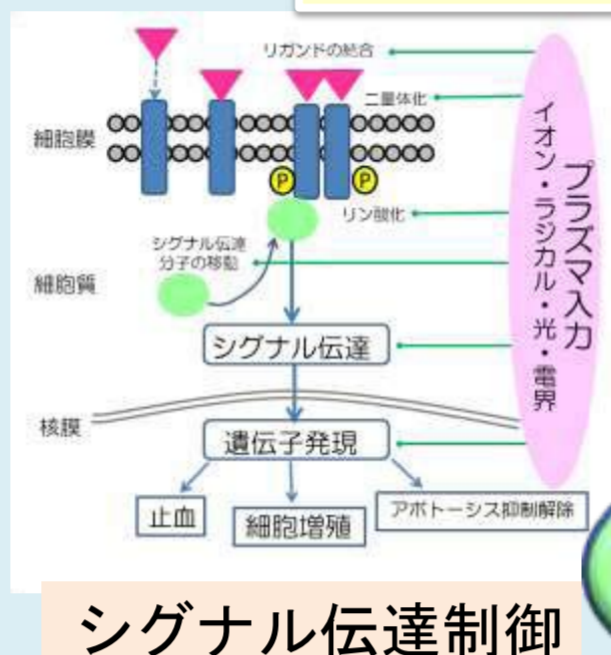 リガンドの結合
二量体化
細胞膜
P
P
リン酸化
シグナル伝達
分子の移動
細胞質
シグナル伝達
核膜
遺伝子発現
止血
細胞増殖
アポトーシス抑制解除
プラズマ入力
イオン・ラジカル・光・電界
シグナル伝達制御